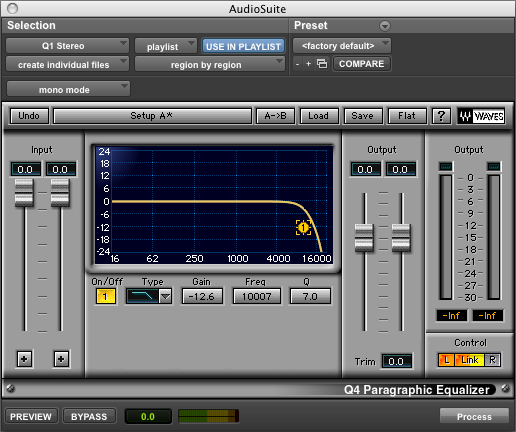 AudioSuite
Selection
Preset
Q1 Stereo
playlist
USE IN PLAYLIST
<factory default>
create individual files
region by region
- +
COMPARE
mono mode
Undo
Setup A*
A->B
Load
Save
Flat
?
WAVES
Input
0.0 0.0
24
18
12
6
0
-6
-12
-18
-24
16 62 250 1000 4000 16000
1
On/Off Type Gain Freq Q
1 -12.6 10007 7.0
Output
0.0 0.0
Trim 0.0
Output
0
3
6
9
12
15
18
21
24
27
30
-Inf -Inf
Control
L Link R
Q4 Paragraphic Equalizer
PREVIEW
BYPASS
0.0
Process